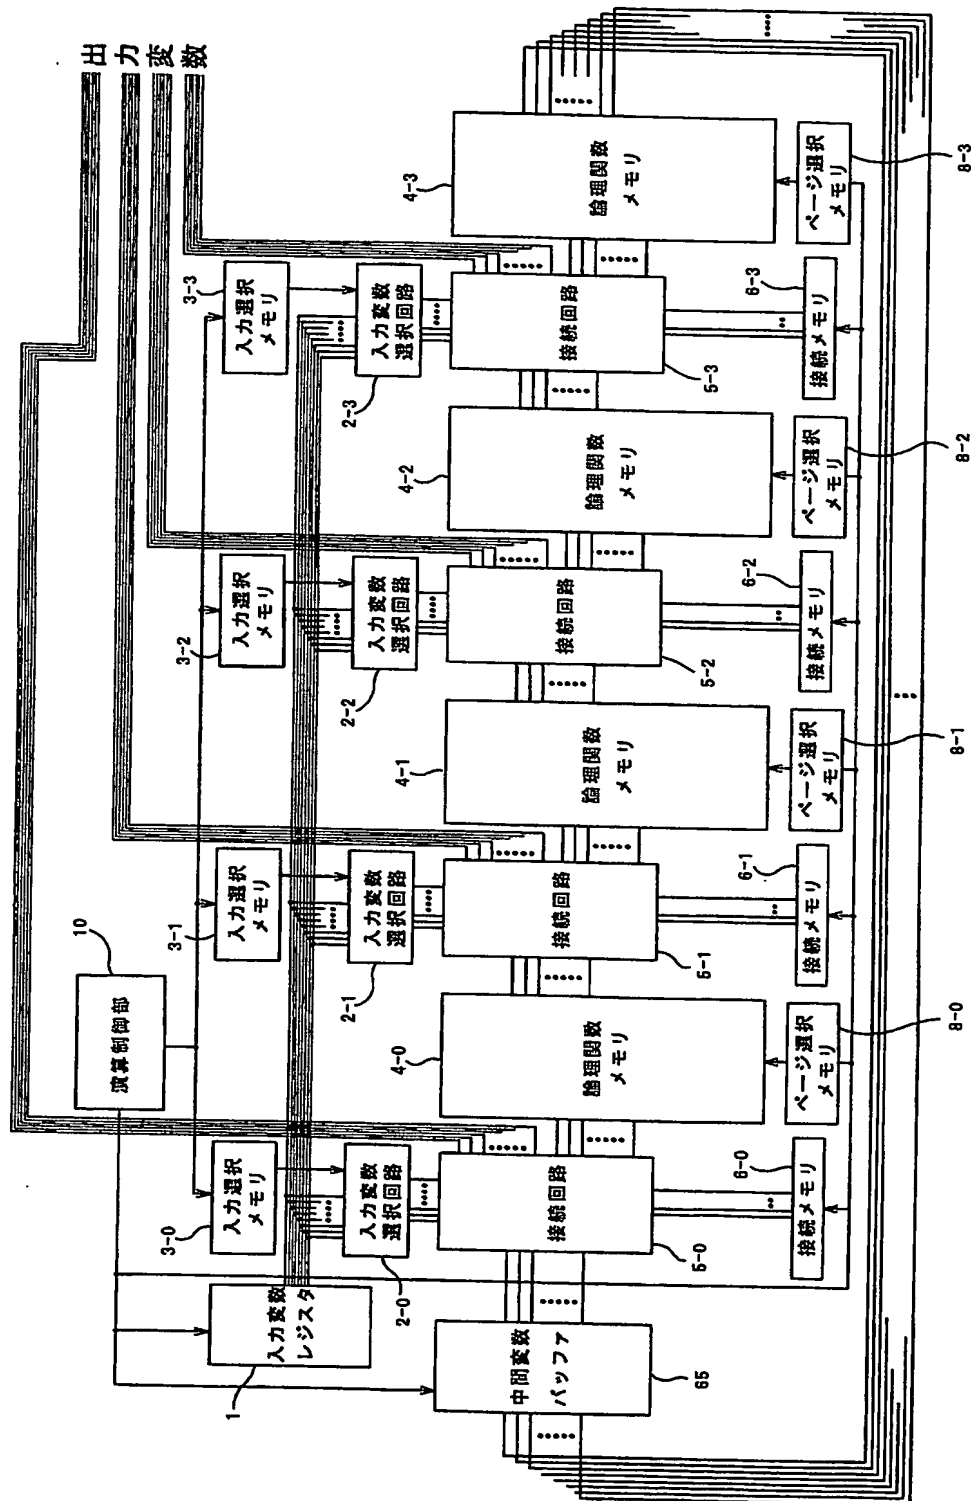 出力変数
10
演算制御部
3-0
入力選択
メモリ
3-1
入力選択
メモリ
3-2
入力選択
メモリ
3-3
入力選択
メモリ
1
入力変数
レジスタ
2-0
入力変数
選択回路
2-1
入力変数
選択回路
2-2
入力変数
選択回路
2-3
入力変数
選択回路
中間変数
バッファ
65
接続回路
5-0
4-0
論理関数
メモリ
接続回路
5-1
4-1
論理関数
メモリ
接続回路
5-2
4-2
論理関数
メモリ
接続回路
5-3
4-3
論理関数
メモリ
6-0
接続メモリ
ページ選択
メモリ
8-0
6-1
接続メモリ
ページ選択
メモリ
8-1
6-2
接続メモリ
ページ選択
メモリ
8-2
6-3
接続メモリ
ページ選択
メモリ
8-3